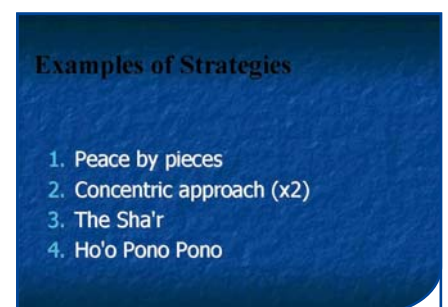 Examples of Strategies
1. Peace by pieces
2. Concentric approach (x2)
3. The Sha'r
4. Ho'o Pono Pono